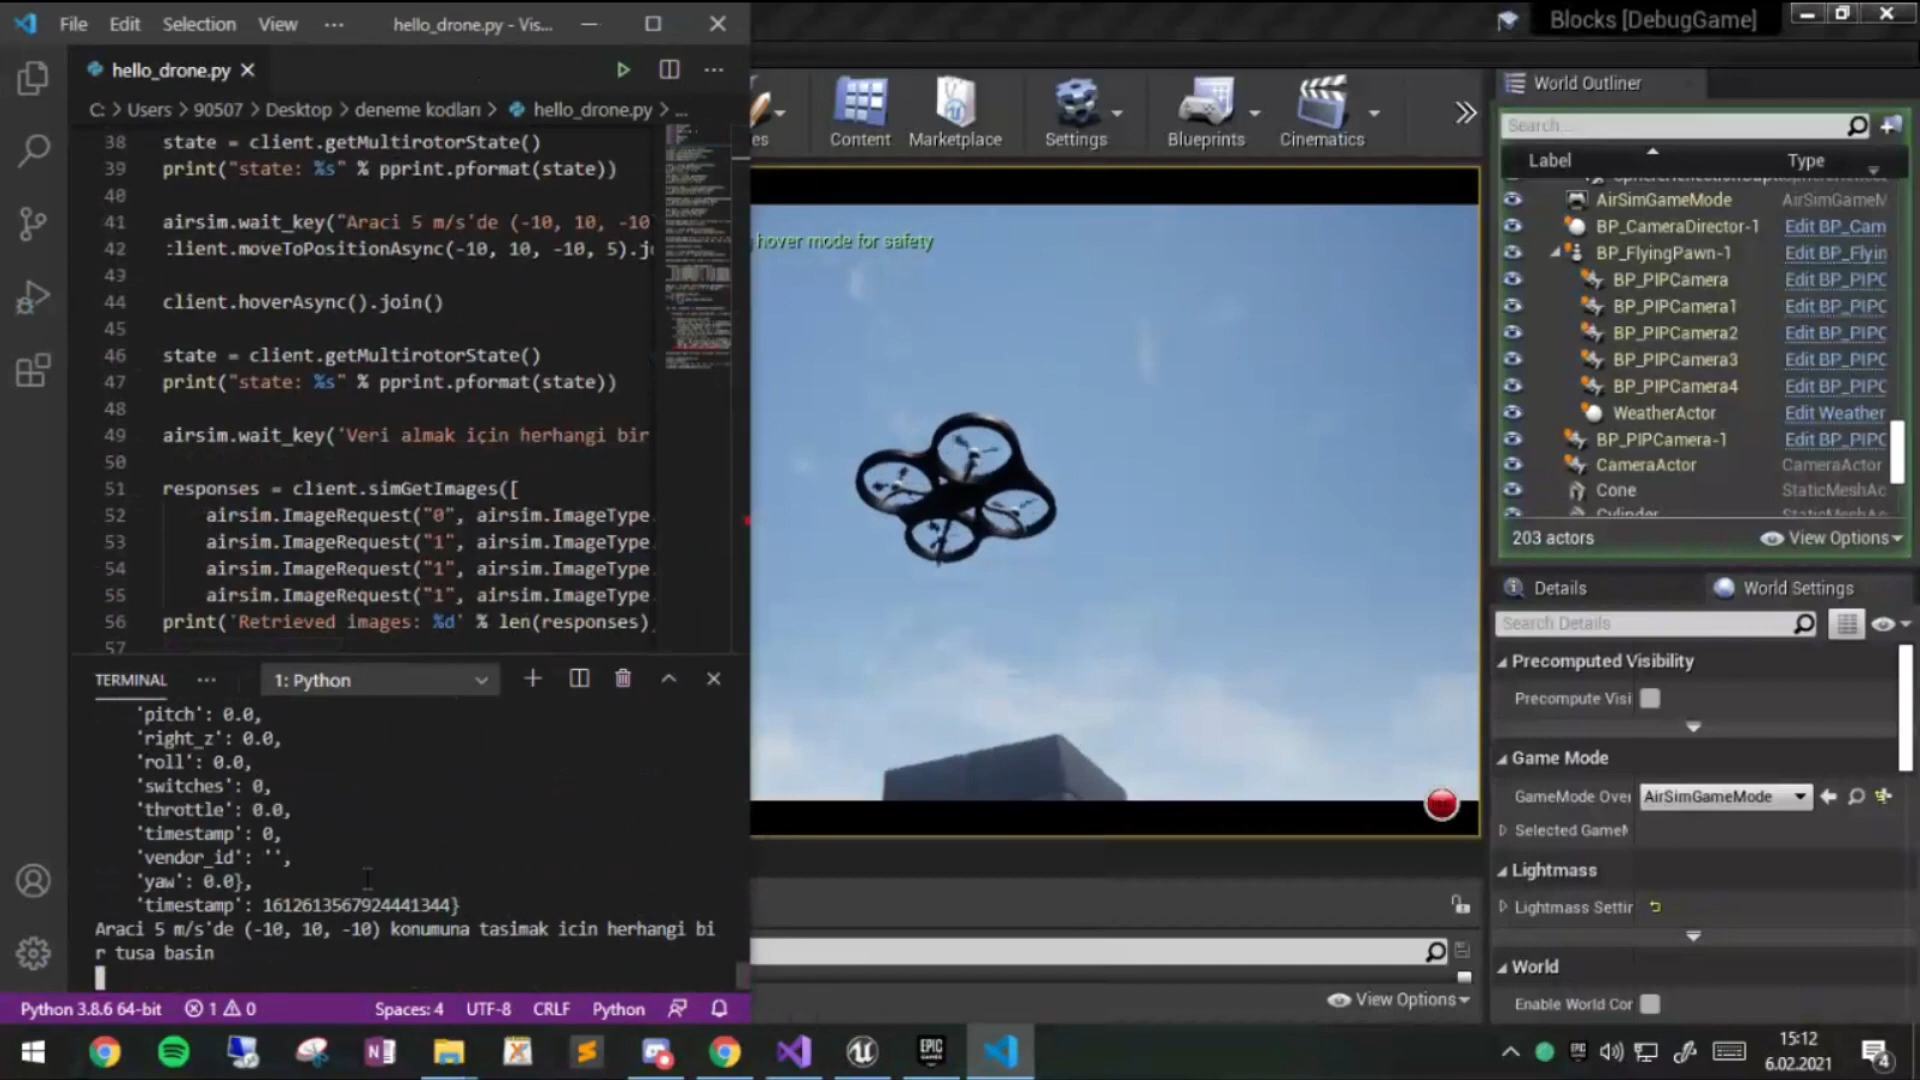 File Edit Selection View ··· hello_drone.py - Vis...
hello_drone.py
C: > Users > 90507 > Desktop > deneme kodları > hello_drone.py > ...
38 state = client.getMultirotorState()
39 print("state: %s" % pprint.pformat(state))
40
41 airsim.wait_key("Araci 5 m/s'de (-10, 10, -10
42 :lient.moveToPositionAsync(-10, 10, -10, 5).j
43
44 client.hoverAsync().join()
45
46 state = client.getMultirotorState()
47 print("state: %s" % pprint.pformat(state))
48
49 airsim.wait_key('Veri almak için herhangi bir
50
51 responses = client.simGetImages([
52 airsim.ImageRequest("0", airsim.ImageType.
53 airsim.ImageRequest("1", airsim.ImageType.
54 airsim.ImageRequest("1", airsim.ImageType.
55 airsim.ImageRequest("1", airsim.ImageType.
56 print('Retrieved images: %d' % len(responses)
57
TERMINAL ··· 1: Python
'pitch': 0.0,
'right_z': 0.0,
'roll': 0.0,
'switches': 0,
'throttle': 0.0,
'timestamp': 0,
'vendor_id': '',
'yaw': 0.0},
'timestamp': 1612613567924441344}
Araci 5 m/s'de (-10, 10, -10) konumuna tasimak icin herhangi bi
r tusa basin
Python 3.8.6 64-bit 1 0 Spaces: 4 UTF-8 CRLF Python
Blocks [DebugGame]
Content Marketplace Settings Blueprints Cinematics
hover mode for safety
World Outliner
Search...
Label Type
AirSimGameMode AirSimGameM
BP_CameraDirector-1 Edit BP_Cam
BP_FlyingPawn-1 Edit BP_Flyin
BP_PIPCamera Edit BP_PIPC
BP_PIPCamera1 Edit BP_PIPC
BP_PIPCamera2 Edit BP_PIPC
BP_PIPCamera3 Edit BP_PIPC
BP_PIPCamera4 Edit BP_PIPC
WeatherActor Edit Weather
BP_PIPCamera-1 Edit BP_PIPC
CameraActor CameraActor
Cone StaticMeshAc
Cylinder StaticMeshAc
203 actors View Options
Details World Settings
Search Details
Precomputed Visibility
Precompute Visi
Game Mode
GameMode Over AirSimGameMode
Selected GameM
Lightmass
Lightmass Settin
World
Enable World Cor
View Options
EPIC GAMES
15:12
6.02.2021
4